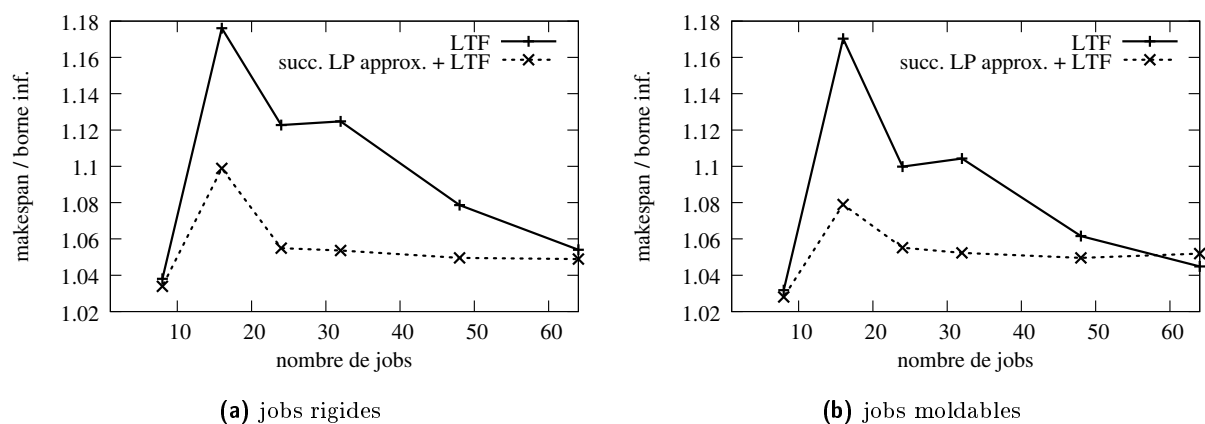 1.18
1.16
1.14
1.12
1.1
1.08
1.06
1.04
1.02
makespan / borne inf.
LTF
succ. LP approx. + LTF
10 20 30 40 50 60
nombre de jobs
(a) jobs rigides
1.18
1.16
1.14
1.12
1.1
1.08
1.06
1.04
1.02
makespan / borne inf.
LTF
succ. LP approx. + LTF
10 20 30 40 50 60
nombre de jobs
(b) jobs moldables